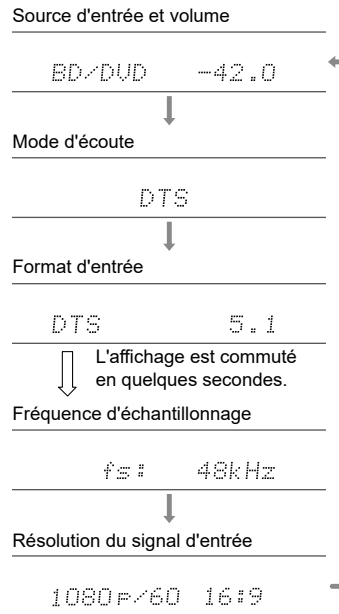 Source d'entrée et volume
BD/DVD -42.0
Mode d'écoute
DTS
Format d'entrée
DTS 5.1
L'affichage est commuté
en quelques secondes.
Fréquence d'échantillonnage
fs: 48kHz
Résolution du signal d'entrée
1080p/60 16:9